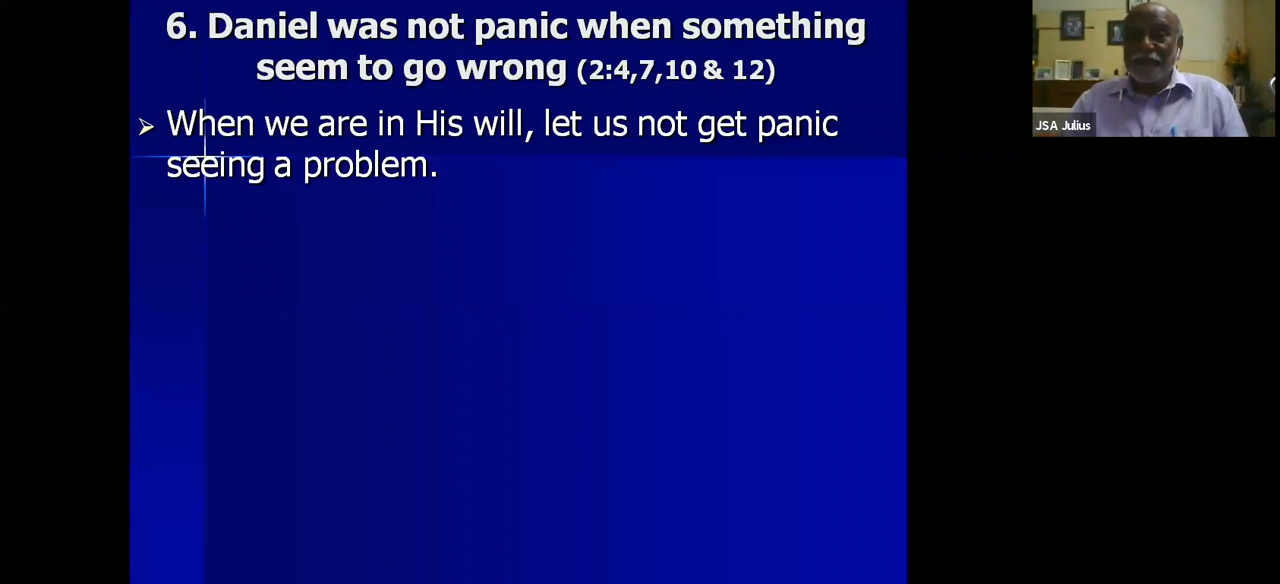 6. Daniel was not panic when something
seem to go wrong (2:4,7,10 & 12)
➢ When we are in His will, let us not get panic
seeing a problem.
JSA Julius